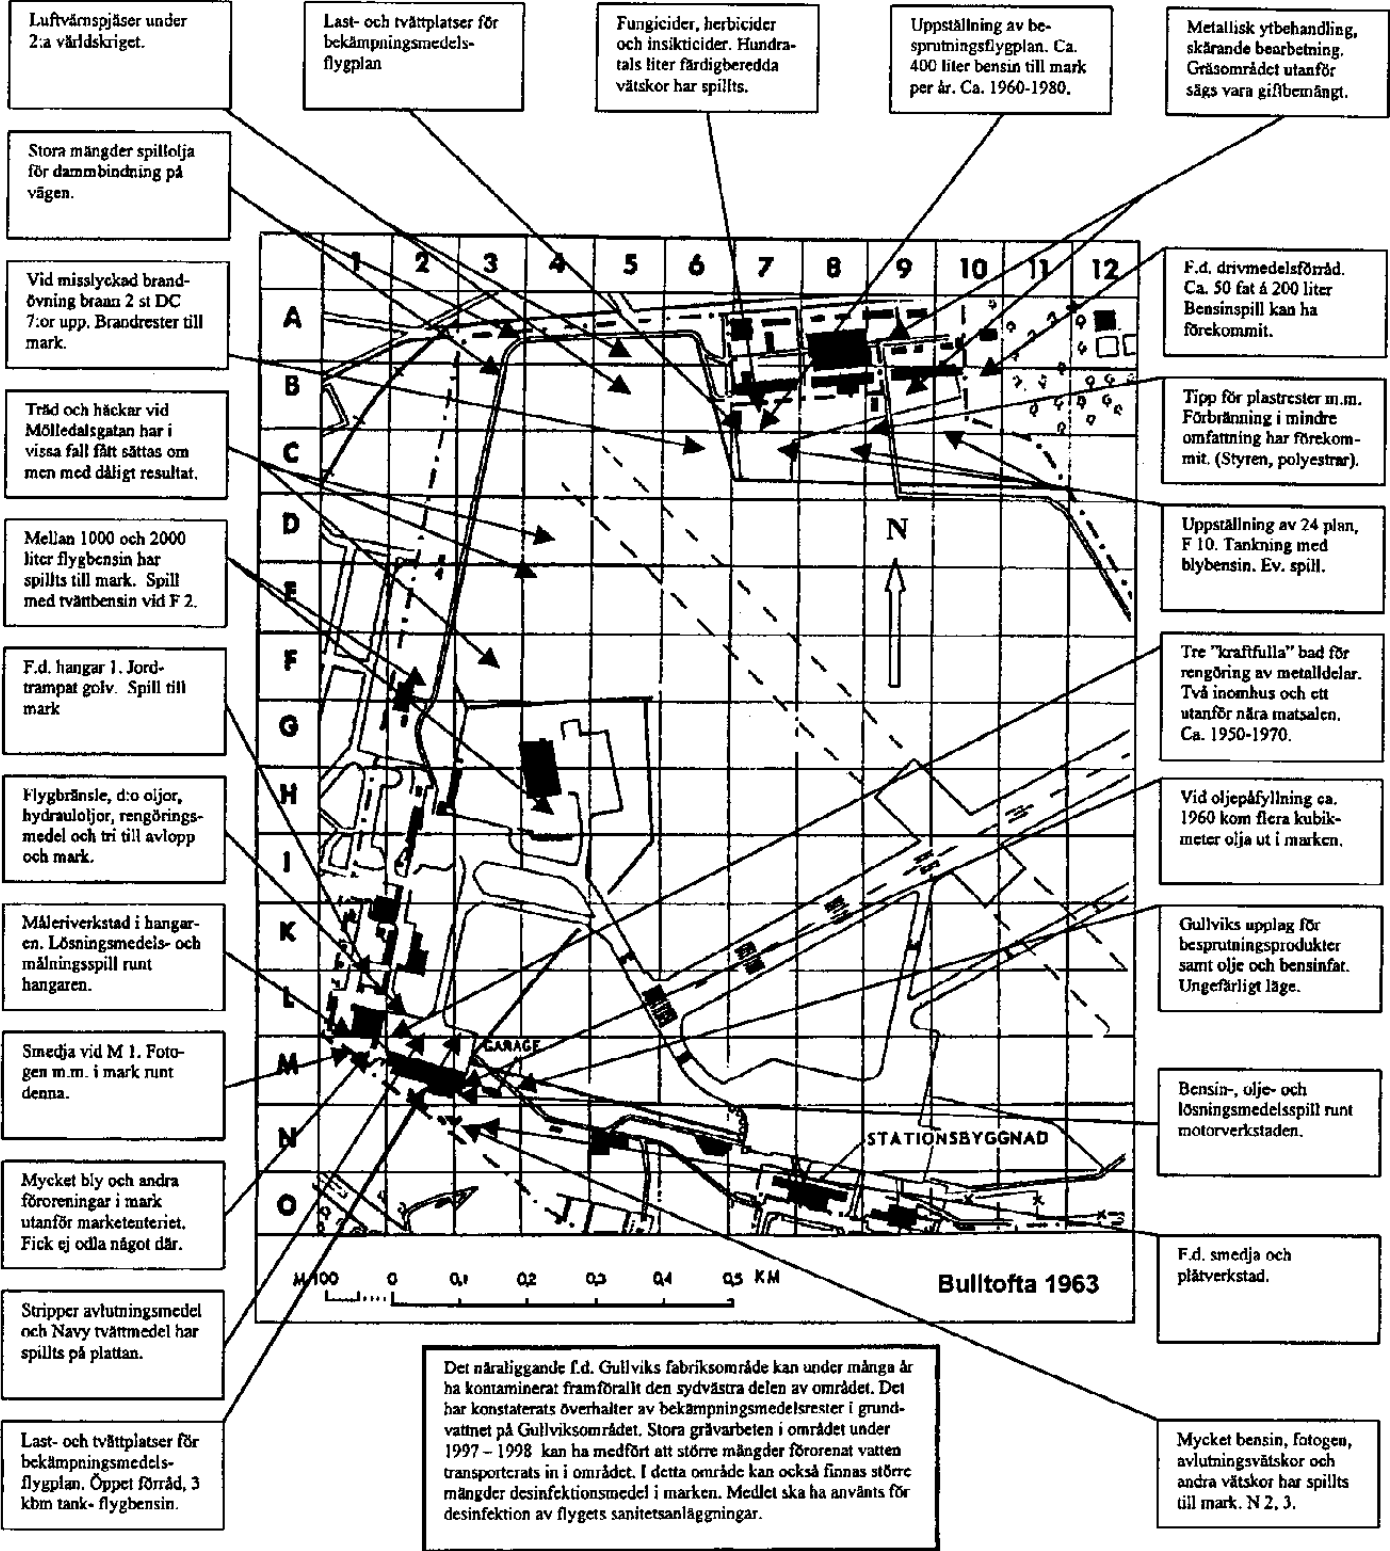 Luftvärnspjäser under
2:a världskriget.
Last- och tvättplatser för
bekämpningsmedels-
flygplan
Fungicider, herbicider
och insikticider. Hundra-
tals liter färdigberedda
vätskor har spillts.
Uppställning av be-
sprutningsflygplan. Ca.
400 liter bensin till mark
per år. Ca. 1960-1980.
Metallisk ytbehandling,
skärande bearbetning.
Gräsområdet utanför
sägs vara giftbemängt.
Stora mängder spillolja
för dammbindning på
vägen.
Vid misslyckad brand-
övning brann 2 st DC
7:or upp. Brandrester till
mark.
Träd och häckar vid
Mölledalsgatan har i
vissa fall fått sättas om
men med dåligt resultat.
Mellan 1000 och 2000
liter flygbensin har
spillts till mark. Spill
med tvättbensin vid F 2.
F.d. hangar 1. Jord-
trampat golv. Spill till
mark
Flygbränsle, d:o oljor,
hydrauloljor, rengörings-
medel och tri till avlopp
och mark.
Måleriverkstad i hangar-
en. Lösningsmedels- och
målningsspill runt
hangaren.
Smedja vid M 1. Foto-
gen m.m. i mark runt
denna.
Mycket bly och andra
föroreningar i mark
utanför marketenteriet.
Fick ej odla något där.
Stripper avlutningsmedel
och Navy tvättmedel har
spillts på plattan.
Last- och tvättplatser för
bekämpningsmedels-
flygplan. Öppet förråd, 3
kbm tank- flygbensin.
1 2 3 4 5 6 7 8 9 10 11 12
A
B
C
D
E
F
G
H
I
K
L
M
N
O
N
GARAGE
STATIONSBYGGNAD
M 100 0 0,1 0,2 0,3 0,4 0,5 KM
Bulltofta 1963
F.d. drivmedelsförråd.
Ca. 50 fat á 200 liter
Bensinspill kan ha
förekommit.
Tipp för plastrester m.m.
Förbränning i mindre
omfattning har förekom-
mit. (Styren, polyestrar).
Uppställning av 24 plan,
F 10. Tankning med
blybensin. Ev. spill.
Tre "kraftfulla" bad för
rengöring av metalldelar.
Två inomhus och ett
utanför nära matsalen.
Ca. 1950-1970.
Vid oljepåfyllning ca.
1960 kom flera kubik-
meter olja ut i marken.
Gullviks upplag för
besprutningsprodukter
samt olje och bensinfat.
Ungefärligt läge.
Bensin-, olje- och
lösningsmedelsspill runt
motorverkstaden.
F.d. smedja och
plåtverkstad.
Mycket bensin, fotogen,
avlutningsvätskor och
andra vätskor har spillts
till mark. N 2, 3.
Det näraliggande f.d. Gullviks fabriksområde kan under många år
ha kontaminerat framförallt den sydvästra delen av området. Det
har konstaterats överhalter av bekämpningsmedelsrester i grund-
vattnet på Gullviksområdet. Stora grävarbeten i området under
1997 – 1998 kan ha medfört att större mängder förorenat vatten
transporterats in i området. I detta område kan också finnas större
mängder desinfektionsmedel i marken. Medlet ska ha använts för
desinfektion av flygets sanitetsanläggningar.